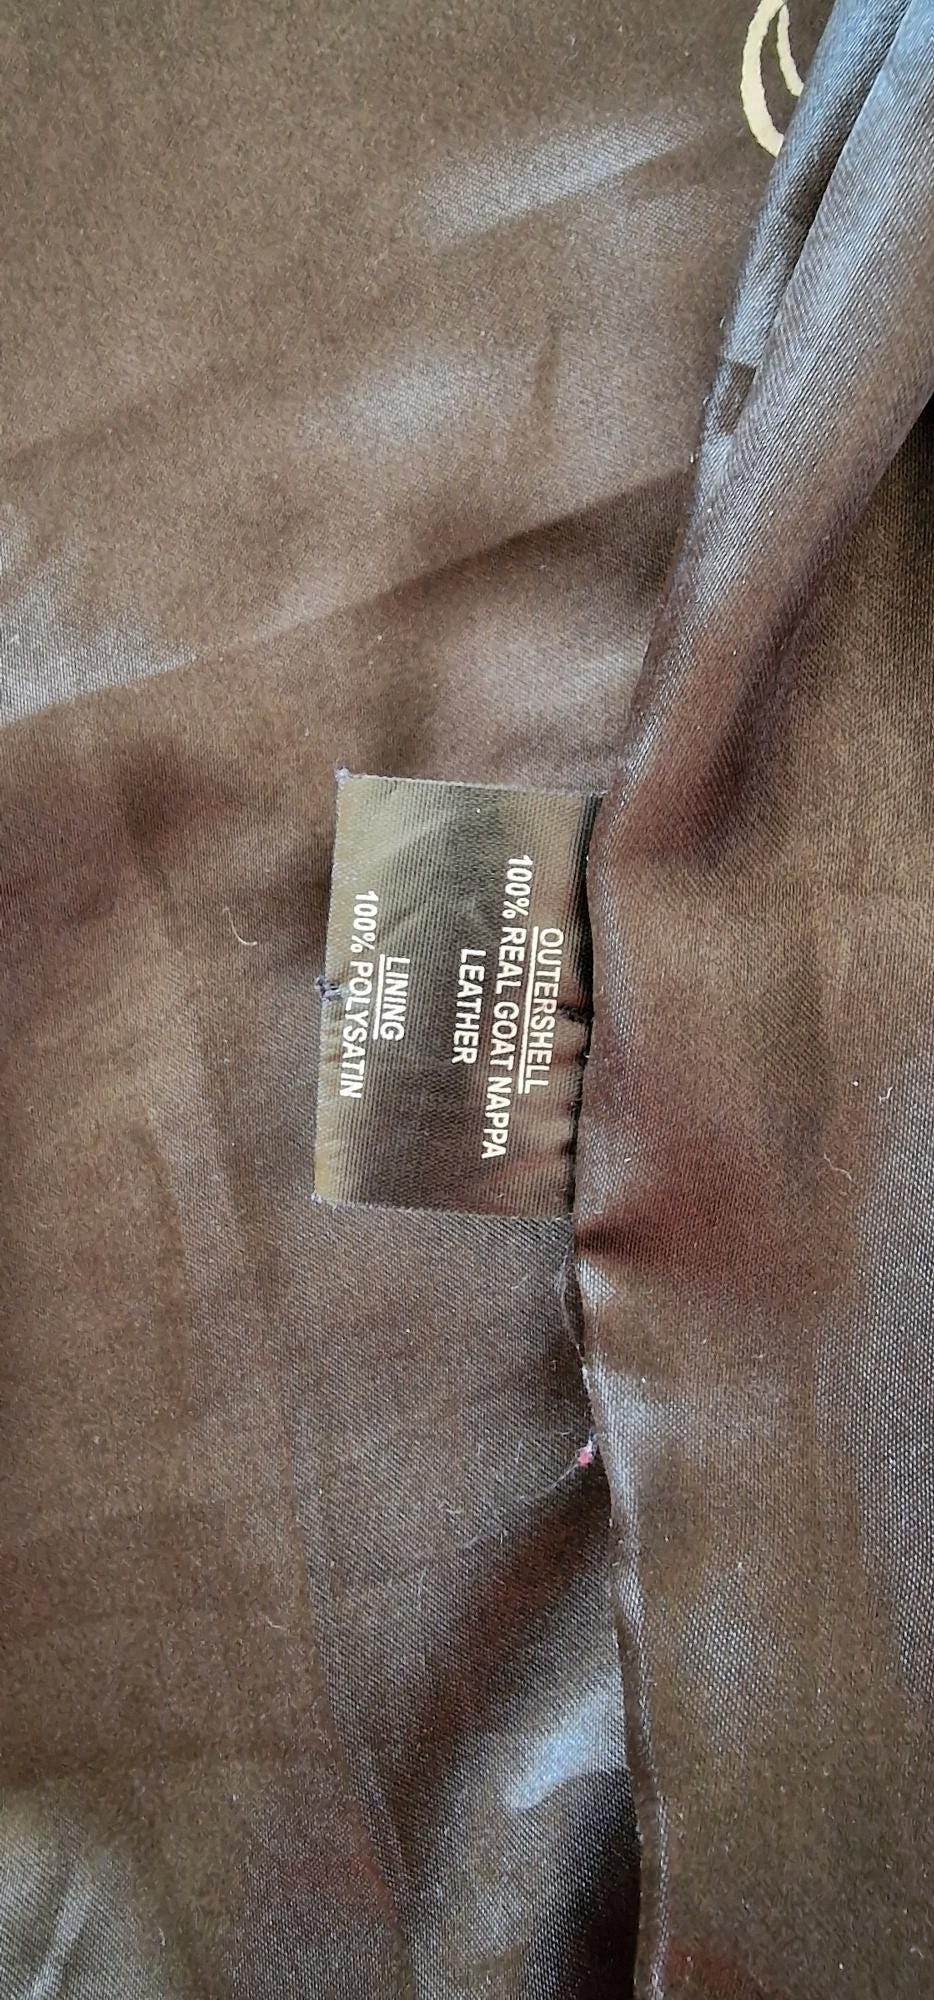 OUTERSHELL
100% REAL GOAT NAPPA
LEATHER
LINING
100% POLYSATIN